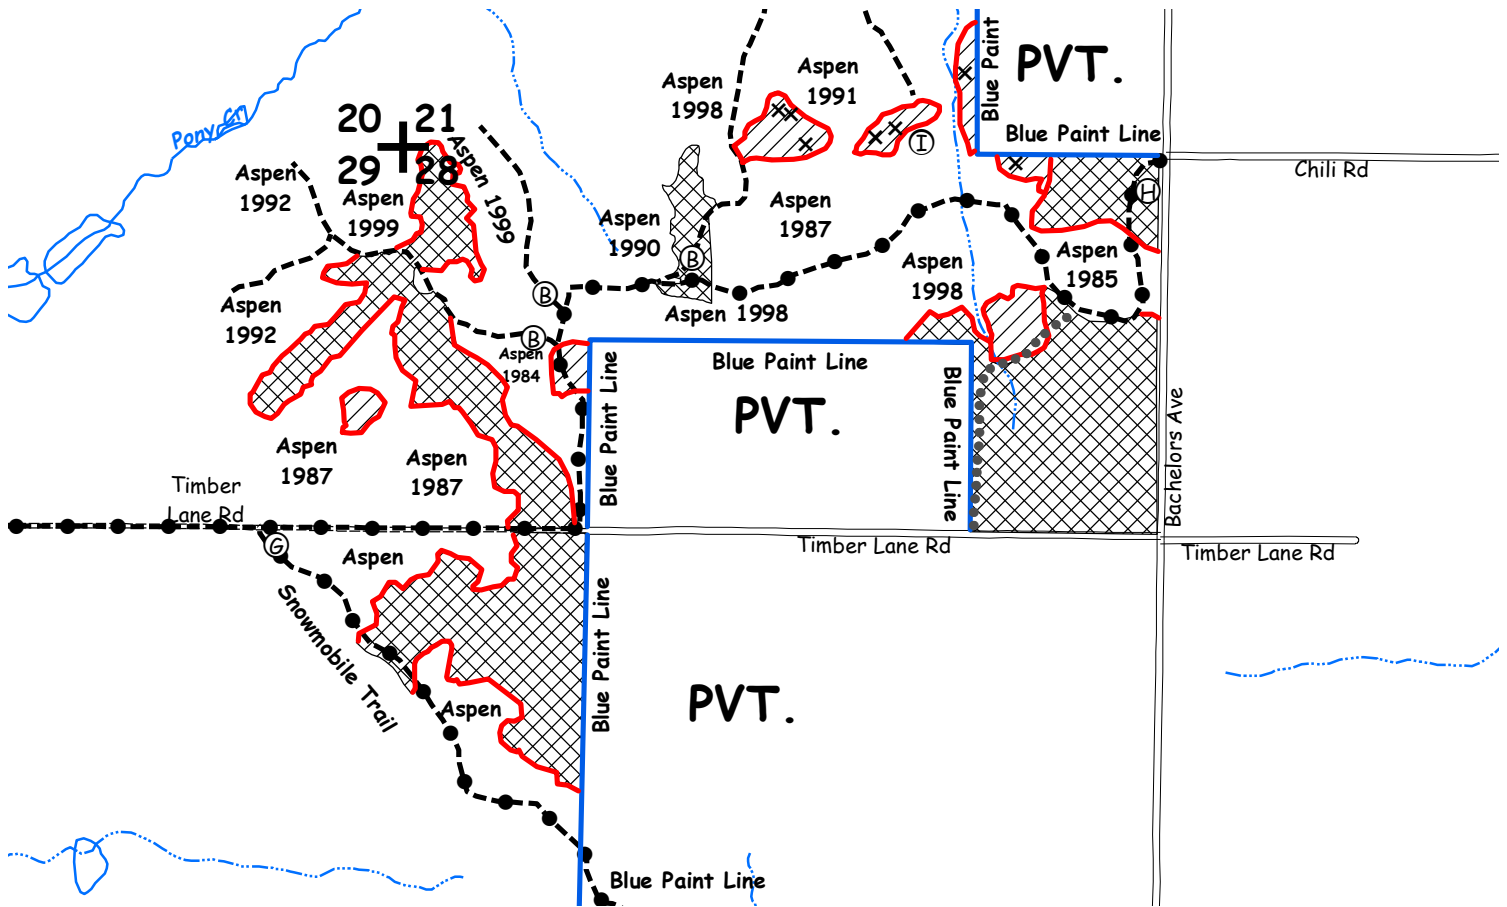 Blue Paint
PVT.
Aspen
1998
Aspen
1991
Pony Crk
20 21
29 28
I
Blue Paint Line
Chili Rd
Aspen
1992
Aspen
1999
Aspen 1999
H
Aspen
1990
Aspen
1987
B
Aspen
1998
Aspen
1985
Aspen
1992
B
Aspen 1998
B
Aspen
1984
Blue Paint Line
Blue Paint Line
PVT.
Blue Paint Line
Bachelors Ave
Aspen
1987
Aspen
1987
Timber
Lane Rd
G
Aspen
Timber Lane Rd
Timber Lane Rd
Snowmobile Trail
Blue Paint Line
Aspen
PVT.
Blue Paint Line